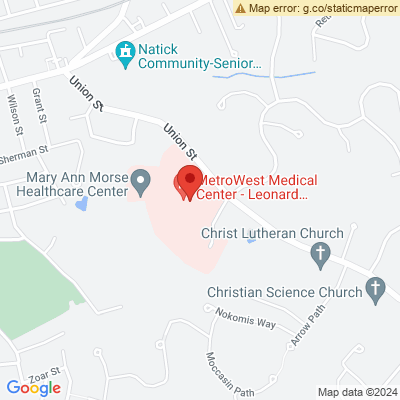 Map error: g.co/staticmaperror
Natick
Community-Senior...
Union St
Wilson St
Grant St
Sherman St
Union St
Mary Ann Morse
Healthcare Center
MetroWest Medical
Center - Leonard...
Christ Lutheran Church
Christian Science Church
Nokomis Way
Arrow Path
Moccasin Path
Zoar St
Google
Map data ©2024